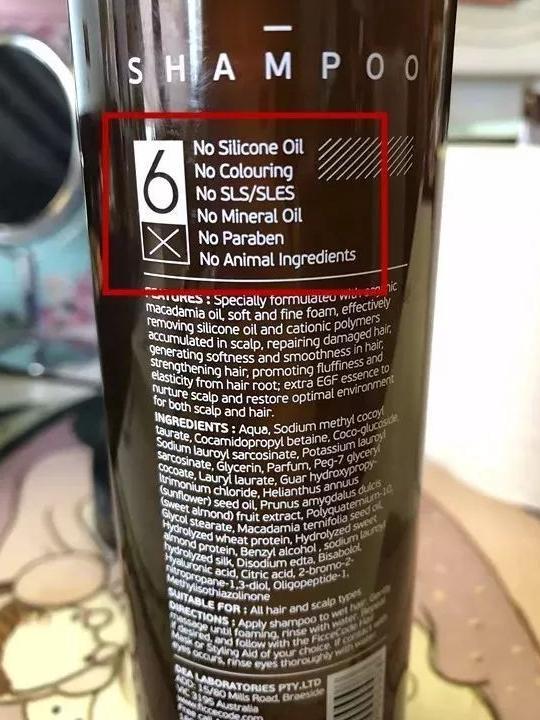 SHAMPOO
6
No Silicone Oil
No Colouring
No SLS/SLES
No Mineral Oil
No Paraben
No Animal Ingredients
FEATURES : Specially formulated with organic
macadamia oil, soft and fine foam, effectively
removing silicone oil and cationic polymers
accumulated in scalp, repairing damaged hair,
generating softness and smoothness in hair,
strengthening hair, promoting fluffiness and
elasticity from hair root; extra EGF essence to
nurture scalp and restore optimal environment
for both scalp and hair.
INGREDIENTS : Aqua, Sodium methyl cocoyl
taurate, Cocamidopropyl betaine, Coco-glucoside,
Sodium lauroyl sarcosinate, Potassium lauroyl
sarcosinate, Glycerin, Parfum, Peg-7 glyceryl
cocoate, Lauryl laurate, Guar hydroxypropy-
ltrimonium chloride, Helianthus annuus
(sunflower) seed oil, Prunus amygdalus dulcis
(sweet almond) fruit extract, Polyquaternium-10,
Glycol stearate, Macadamia ternifolia seed oil,
Hydrolyzed wheat protein, Hydrolyzed sweet
almond protein, Benzyl alcohol , sodium lauroyl
hydrolyzed silk, Disodium edta, Bisabolol,
Hyaluronic acid, Citric acid, 2-bromo-2-
nitropropane-1,3-diol, Oligopeptide-1,
Methylisothiazolinone
SUITABLE FOR : All hair and scalp types
DIRECTIONS : Apply shampoo to wet hair. Gently
massage until foaming, rinse with water. Repeat
if desired, and follow with the FicceCode Hair
Mask or Styling Aid of your choice. If contact with
eyes occurs, rinse eyes thoroughly with water.
DEA LABORATORIES PTY.LTD
ADD: 15/80 Mills Road, Braeside
VIC 3195 Australia
www.ficcecode.com